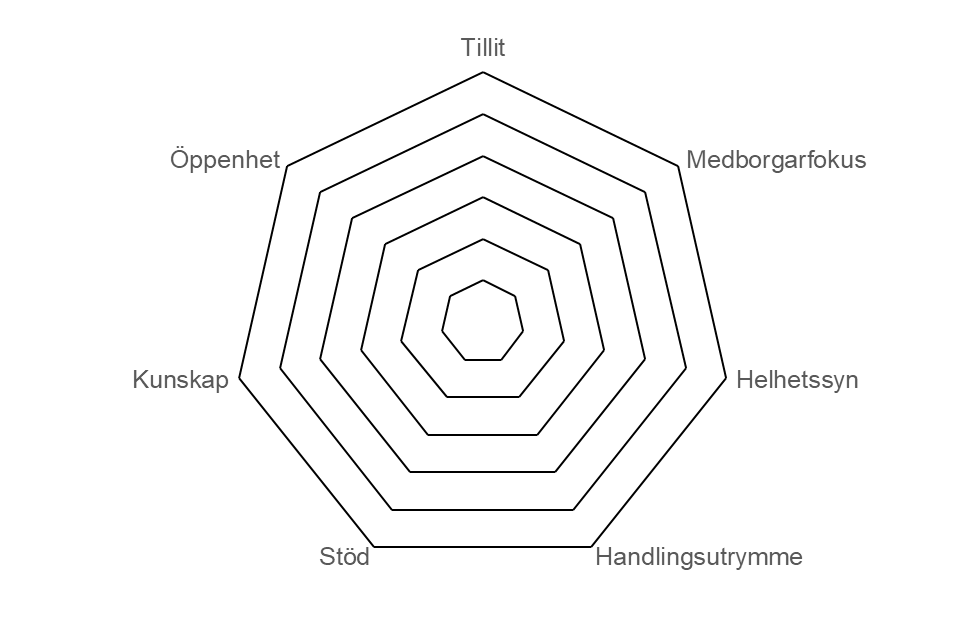 Tillit
Öppenhet
Medborgarfokus
Kunskap
Helhetssyn
Stöd
Handlingsutrymme